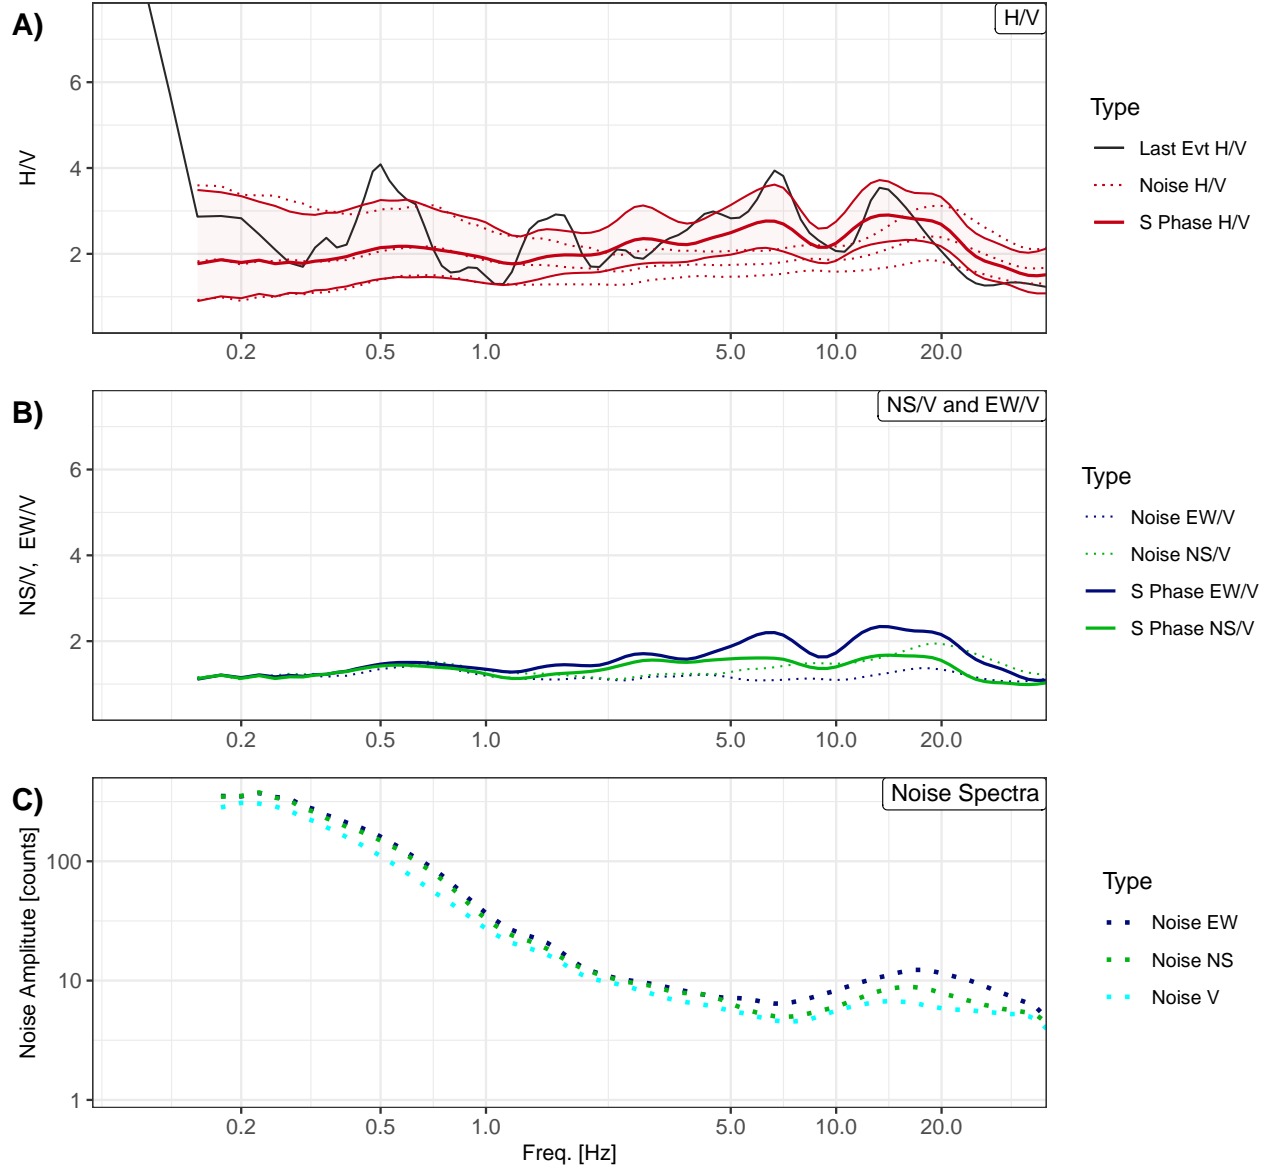 A)
H/V
6
4
2
H/V
0.2
0.5
1.0
5.0
10.0
20.0
Type
Last Evt H/V
Noise H/V
S Phase H/V
B)
NS/V and EW/V
6
4
2
NS/V,  EW/V
0.2
0.5
1.0
5.0
10.0
20.0
Type
Noise EW/V
Noise NS/V
S Phase EW/V
S Phase NS/V
C)
Noise Spectra
100
10
1
Noise Amplitute [counts]
0.2
0.5
1.0
5.0
10.0
20.0
Freq. [Hz]
Type
Noise EW
Noise NS
Noise V